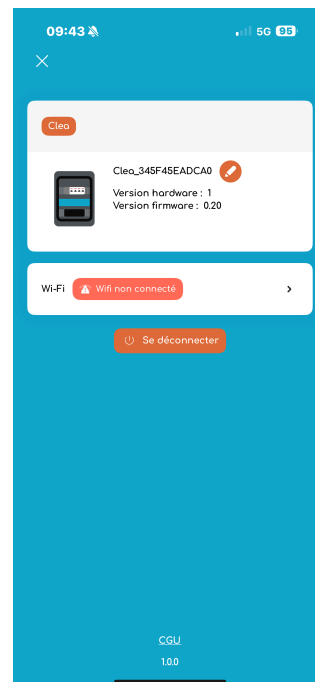 09:43
5G 95
Clea
Clea_345F45EADCA0
Version hardware : 1
Version firmware : 0.20
Wi-Fi Wifi non connecté
Se déconnecter
CGU
1.0.0